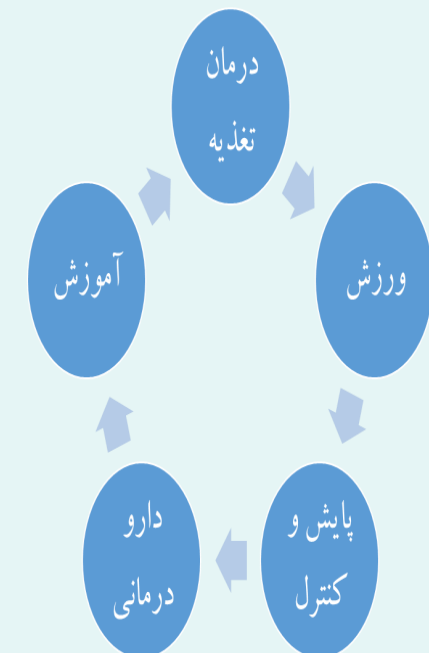 درمان
تغذیه
ورزش
پایش و
کنترل
دارو
درمانی
آموزش